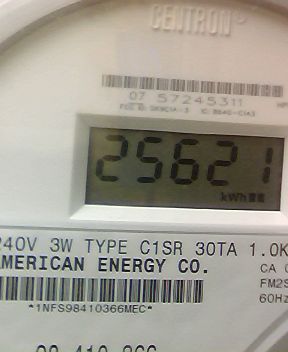 CENTRON®
07 57245311
25621
kWh
240V 3W TYPE C1SR 30TA 1.0K
AMERICAN ENERGY CO.
CA
FM2S
60Hz
*1NFS98410366MEC*